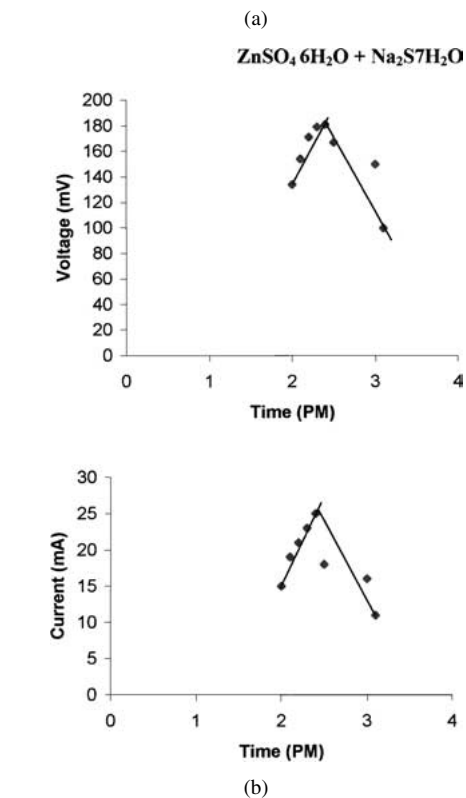 (a)
ZnSO₄ 6H₂O + Na₂S7H₂O
200
180
160
140
120
100
80
60
40
20
0
Voltage (mV)
0 1 2 3 4
Time (PM)
30
25
20
15
10
5
0
Current (mA)
0 1 2 3 4
Time (PM)
(b)